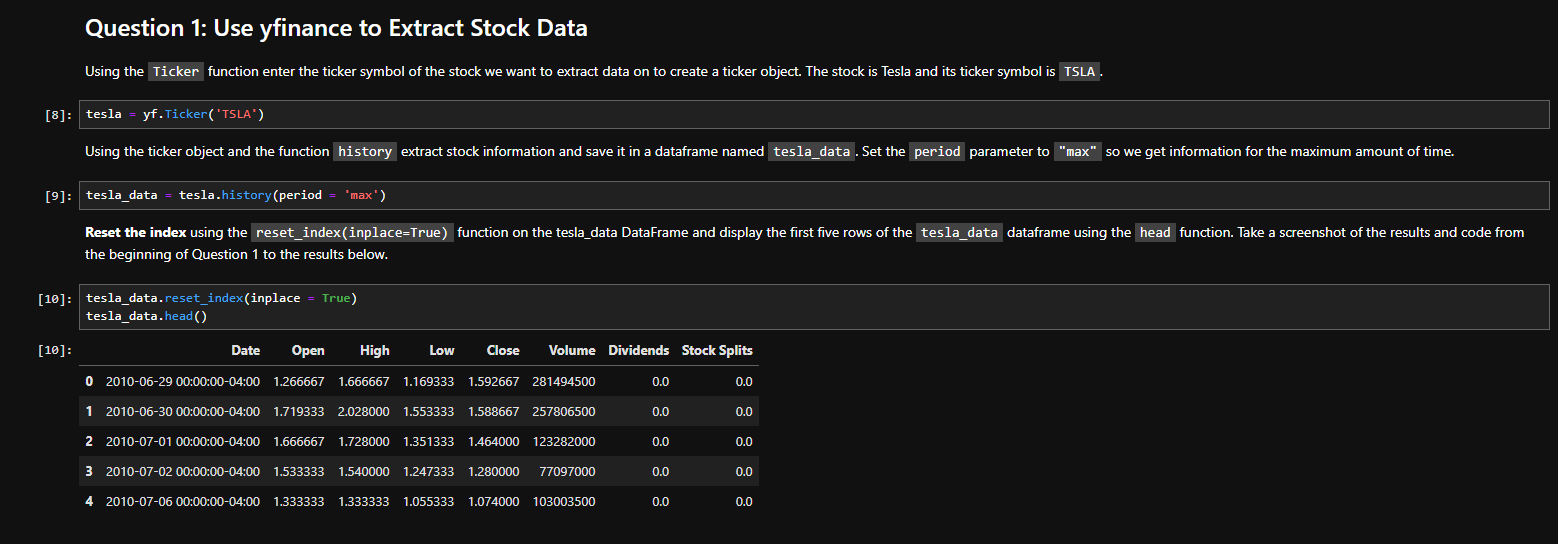 Question 1: Use yfinance to Extract Stock Data
Using the Ticker function enter the ticker symbol of the stock we want to extract data on to create a ticker object. The stock is Tesla and its ticker symbol is TSLA.
[8]: tesla = yf.Ticker('TSLA')
Using the ticker object and the function history extract stock information and save it in a dataframe named tesla_data. Set the period parameter to "max" so we get information for the maximum amount of time.
[9]: tesla_data = tesla.history(period = 'max')
Reset the index using the reset_index(inplace=True) function on the tesla_data DataFrame and display the first five rows of the tesla_data dataframe using the head function. Take a screenshot of the results and code from
the beginning of Question 1 to the results below.
[10]: tesla_data.reset_index(inplace = True)
tesla_data.head()
[10]: Date Open High Low Close Volume Dividends Stock Splits
0 2010-06-29 00:00:00-04:00 1.266667 1.666667 1.169333 1.592667 281494500 0.0 0.0
1 2010-06-30 00:00:00-04:00 1.719333 2.028000 1.553333 1.588667 257806500 0.0 0.0
2 2010-07-01 00:00:00-04:00 1.666667 1.728000 1.351333 1.464000 123282000 0.0 0.0
3 2010-07-02 00:00:00-04:00 1.533333 1.540000 1.247333 1.280000 77097000 0.0 0.0
4 2010-07-06 00:00:00-04:00 1.333333 1.333333 1.055333 1.074000 103003500 0.0 0.0